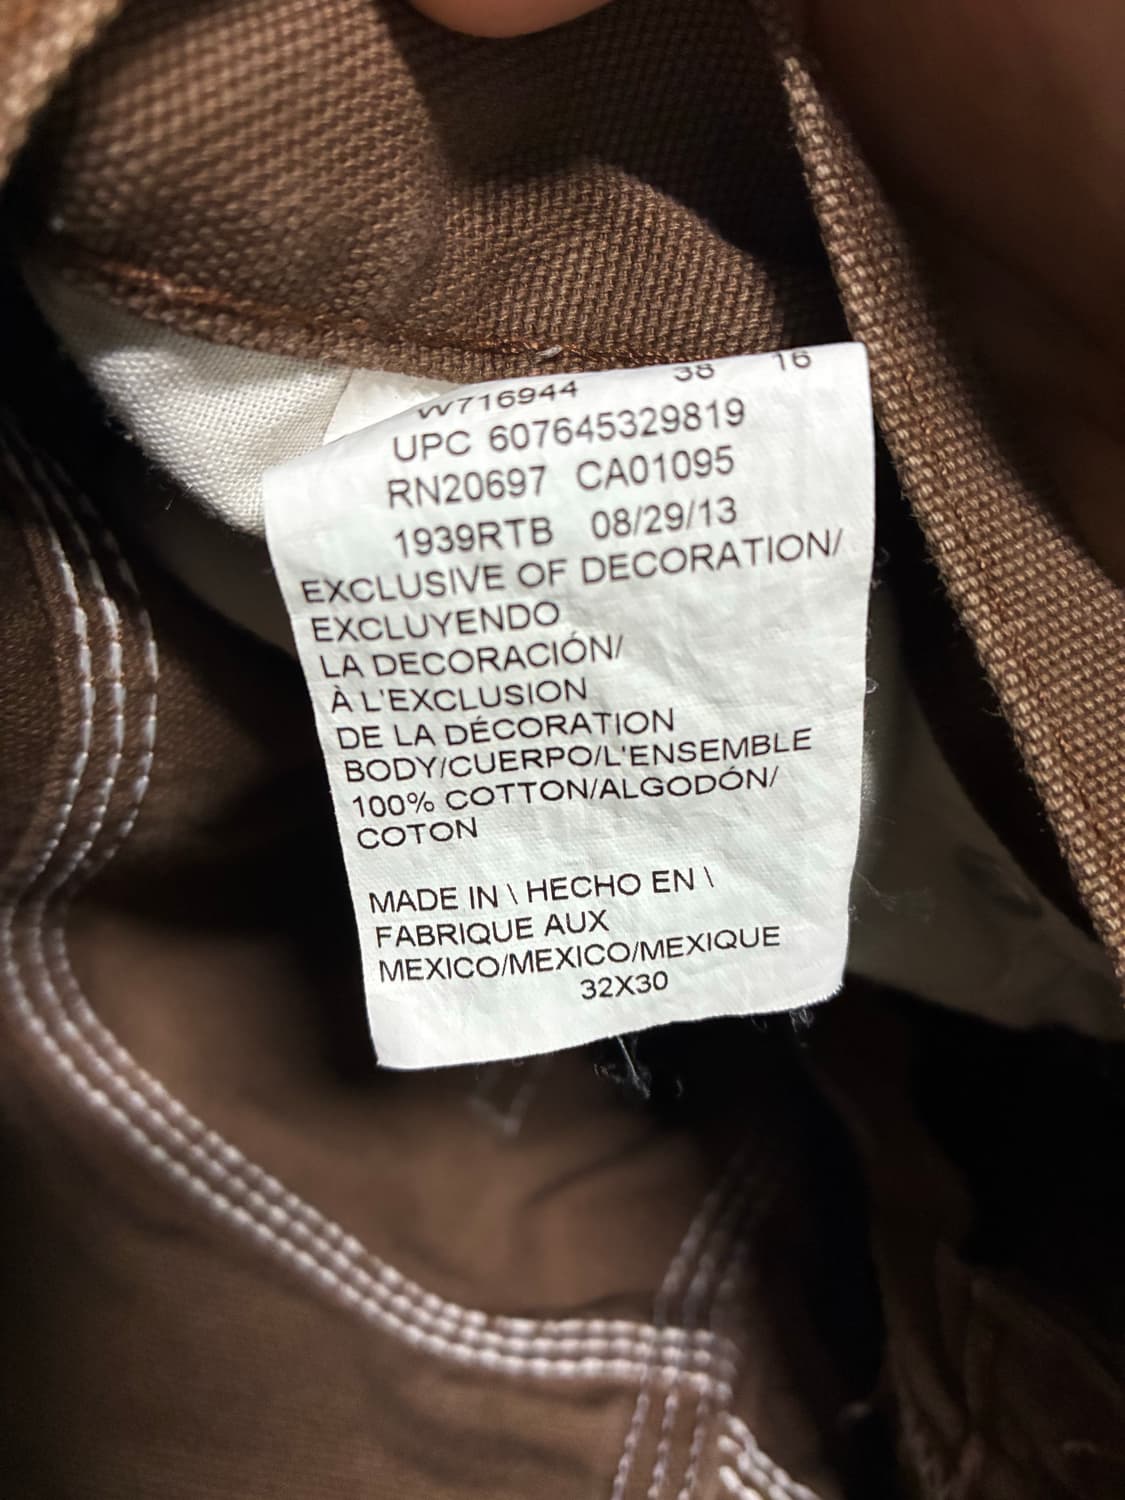 W716944 38 16
UPC 607645329819
RN20697 CA01095
1939RTB 08/29/13
EXCLUSIVE OF DECORATION/
EXCLUYENDO
LA DECORACIÓN/
À L'EXCLUSION
DE LA DÉCORATION
BODY/CUERPO/L'ENSEMBLE
100% COTTON/ALGODÓN/
COTON
MADE IN \ HECHO EN \
FABRIQUE AUX
MEXICO/MEXICO/MEXIQUE
32X30